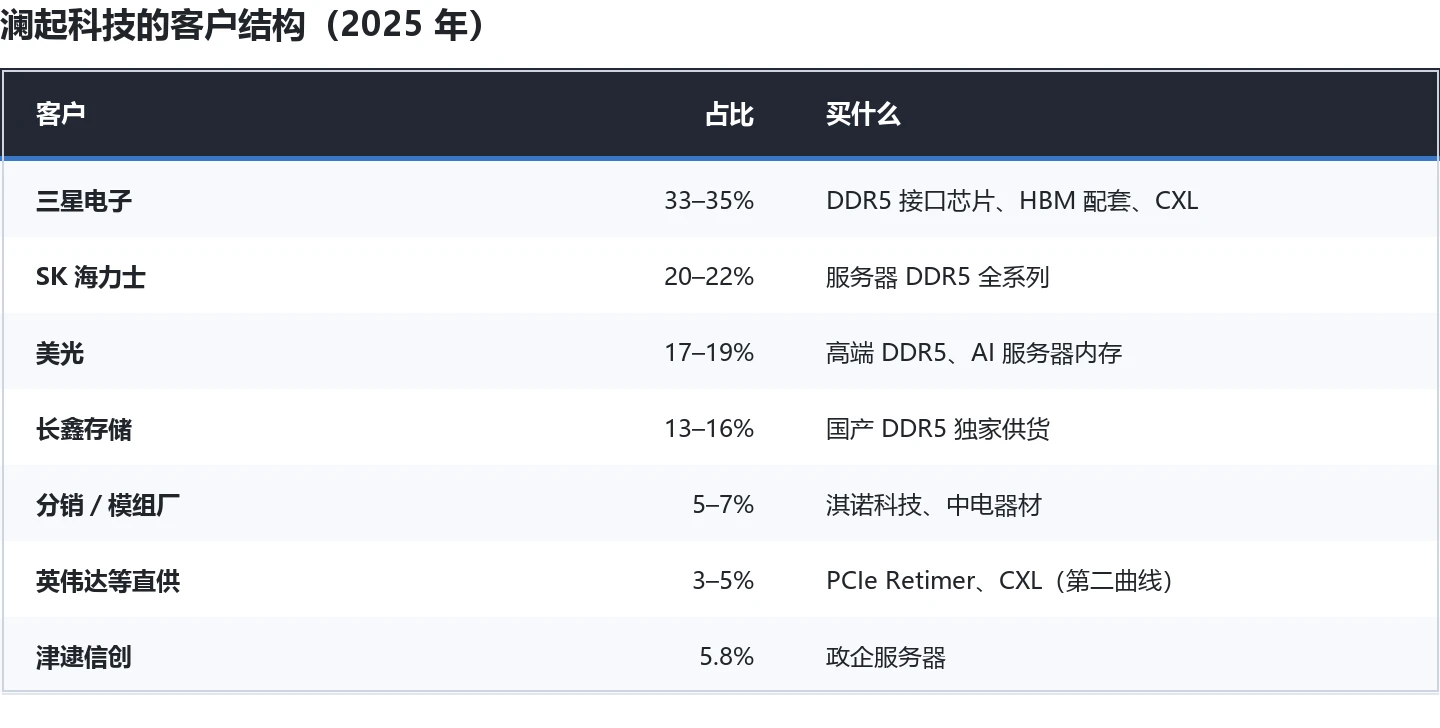 澜起科技的客户结构（2025 年）
客户 占比 买什么
三星电子 33–35% DDR5 接口芯片、HBM 配套、CXL
SK 海力士 20–22% 服务器 DDR5 全系列
美光 17–19% 高端 DDR5、AI 服务器内存
长鑫存储 13–16% 国产 DDR5 独家供货
分销 / 模组厂 5–7% 淇诺科技、中电器材
英伟达等直供 3–5% PCIe Retimer、CXL（第二曲线）
津逮信创 5.8% 政企服务器